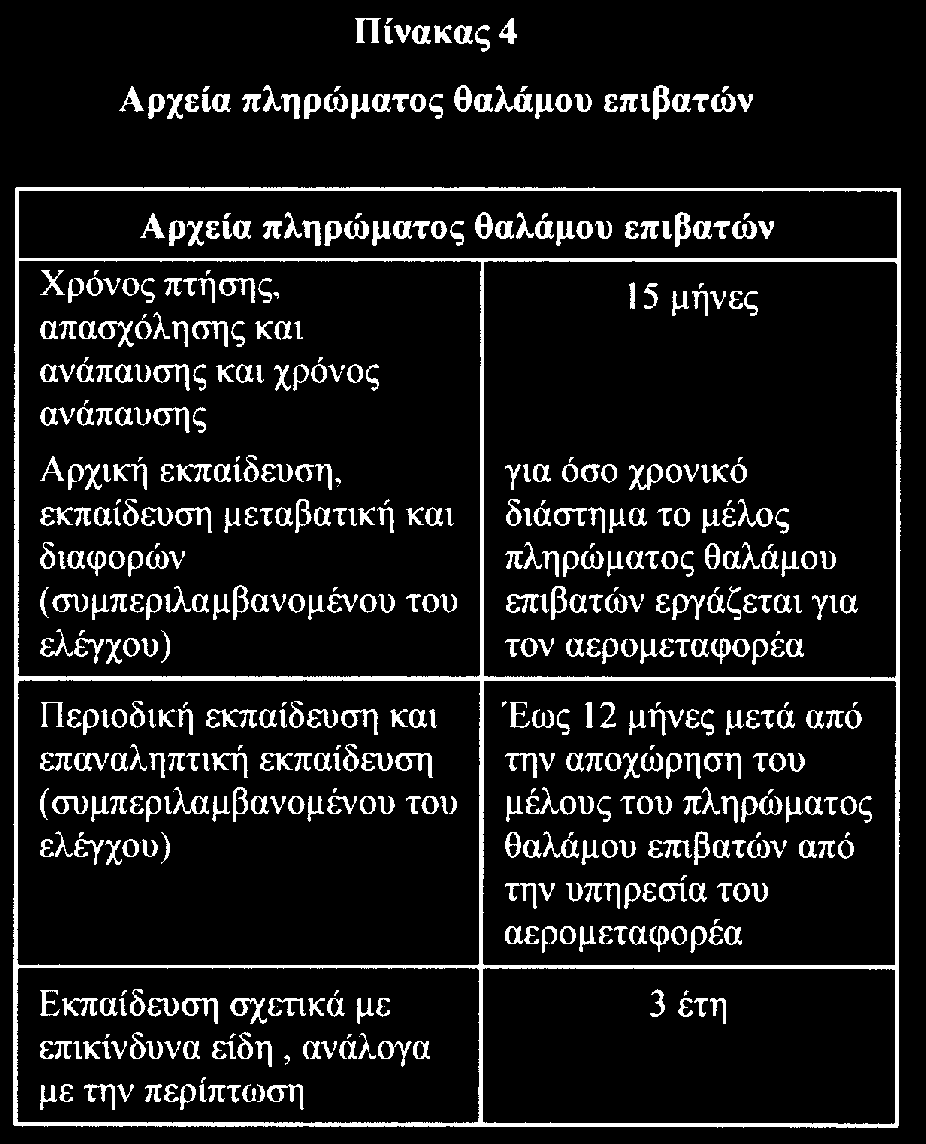 Πίνακας 4
Αρχεία πληρώματος θαλάμου επιβατών
Αρχεία πληρώματος θαλάμου επιβατών
Χρόνος πτήσης,
απασχόλησης και
ανάπαυσης και χρόνος
ανάπαυσης
15 μήνες
Αρχική εκπαίδευση,
εκπαίδευση μεταβατική και
διαφορών
(συμπεριλαμβανομένου του
ελέγχου)
για όσο χρονικό
διάστημα το μέλος
πληρώματος θαλάμου
επιβατών εργάζεται για
τον αερομεταφορέα
Περιοδική εκπαίδευση και
επαναληπτική εκπαίδευση
(συμπεριλαμβανομένου του
ελέγχου)
Έως 12 μήνες μετά από
την αποχώρηση του
μέλους του πληρώματος
θαλάμου επιβατών από
την υπηρεσία του
αερομεταφορέα
Εκπαίδευση σχετικά με
επικίνδυνα είδη , ανάλογα
με την περίπτωση
3 έτη